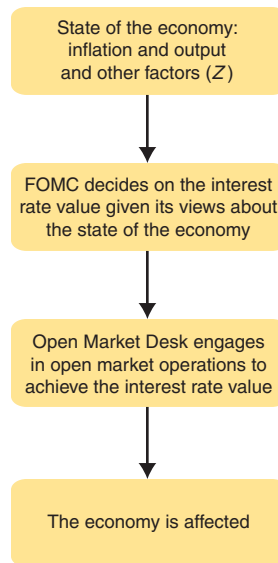 State of the economy:
inflation and output
and other factors (Z)
FOMC decides on the interest
rate value given its views about
the state of the economy
Open Market Desk engages
in open market operations to
achieve the interest rate value
The economy is affected